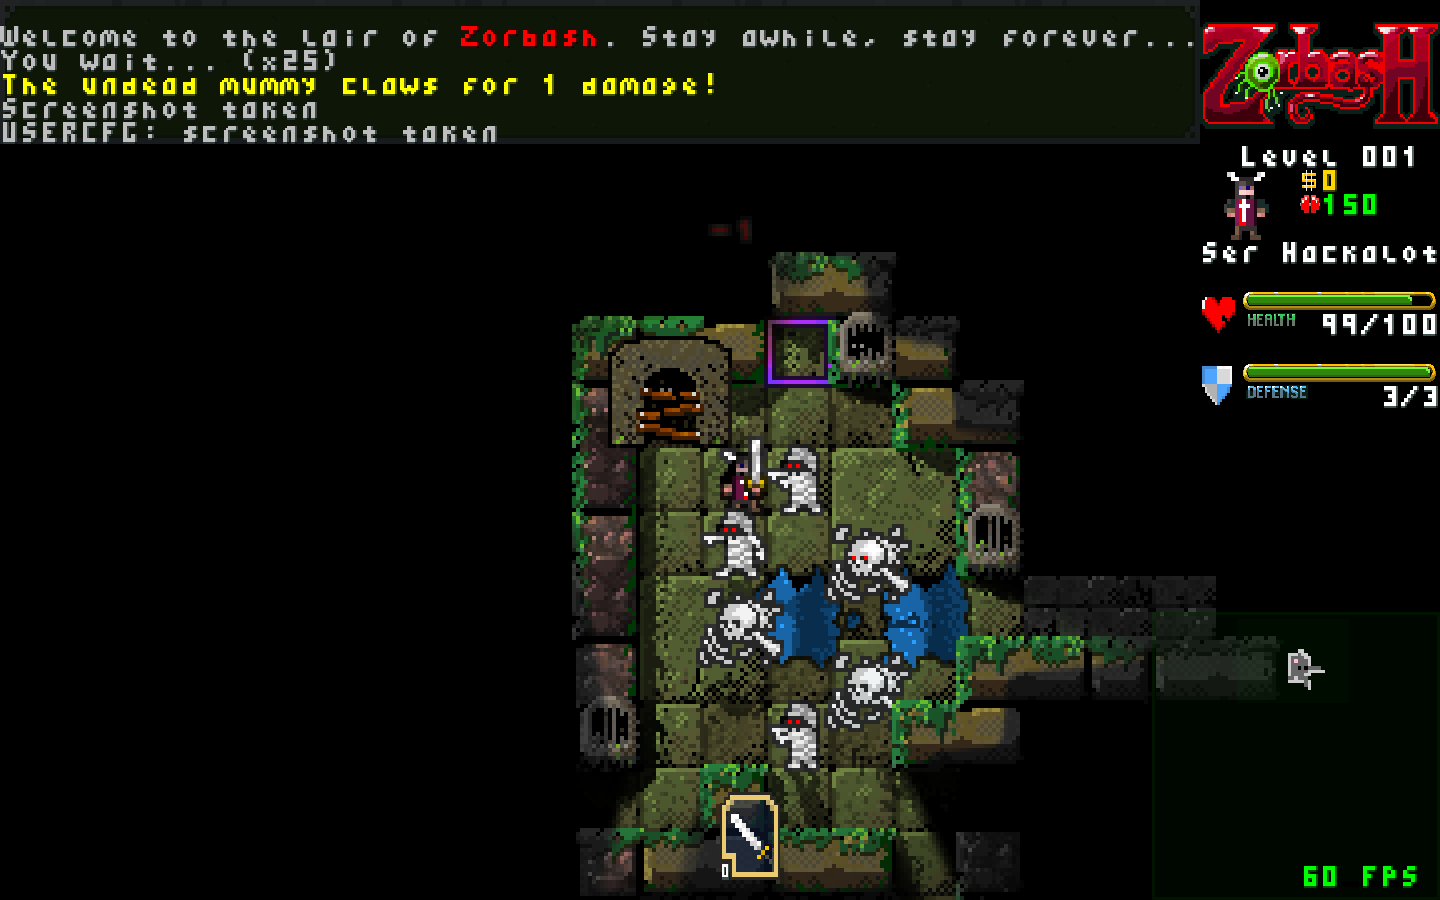 Welcome to the lair of Zorbash. Stay awhile, stay forever...
You wait... (x25)
The undead mummy claws for 1 damage!
Screenshot taken
USERCFG: screenshot taken
ZorbasH
Level 001
$0
150
Ser Hackalot
HEALTH 99/100
DEFENSE 3/3
-1
0
60 FPS